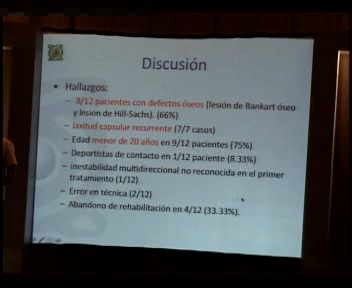 Discusión
• Hallazgos:
– 8/12 pacientes con defectos óseos (lesión de Bankart óseo
y lesión de Hill-Sachs). (66%)
– laxitud capsular recurrente (7/7 casos)
– Edad menor de 20 años en 9/12 pacientes (75%)
– Deportistas de contacto en 1/12 paciente (8.33%).
– inestabilidad multidireccional no reconocida en el primer
tratamiento (1/12)
– Error en técnica (2/12)
– Abandono de rehabilitación en 4/12 (33.33%).